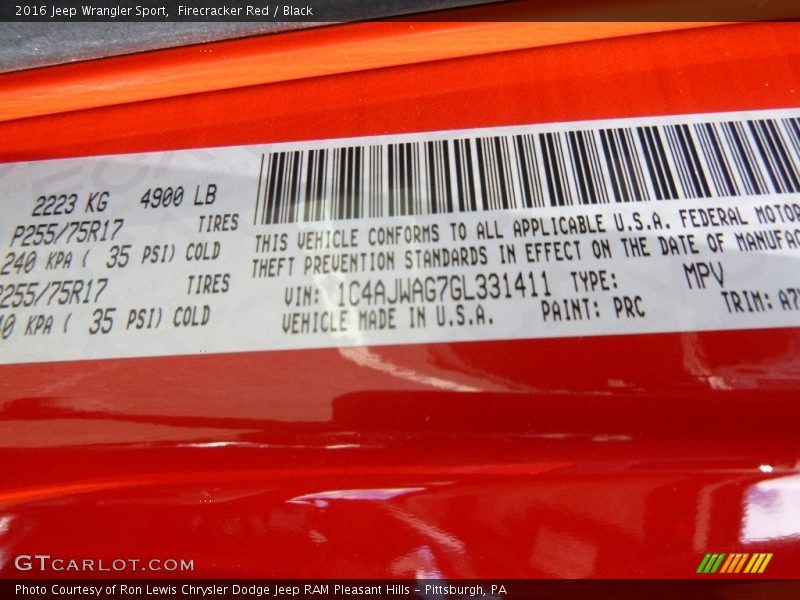 2016 Jeep Wrangler Sport, Firecracker Red / Black
2223 KG 4900 LB
P255/75R17 TIRES
240 KPA ( 35 PSI) COLD
P255/75R17 TIRES
40 KPA ( 35 PSI) COLD
THIS VEHICLE CONFORMS TO ALL APPLICABLE U.S.A. FEDERAL MOTOR
THEFT PREVENTION STANDARDS IN EFFECT ON THE DATE OF MANUFAC
VIN: 1C4AJWAG7GL331411 TYPE: MPV
VEHICLE MADE IN U.S.A. PAINT: PRC TRIM: A7
GTCARLOT.COM
Photo Courtesy of Ron Lewis Chrysler Dodge Jeep RAM Pleasant Hills - Pittsburgh, PA